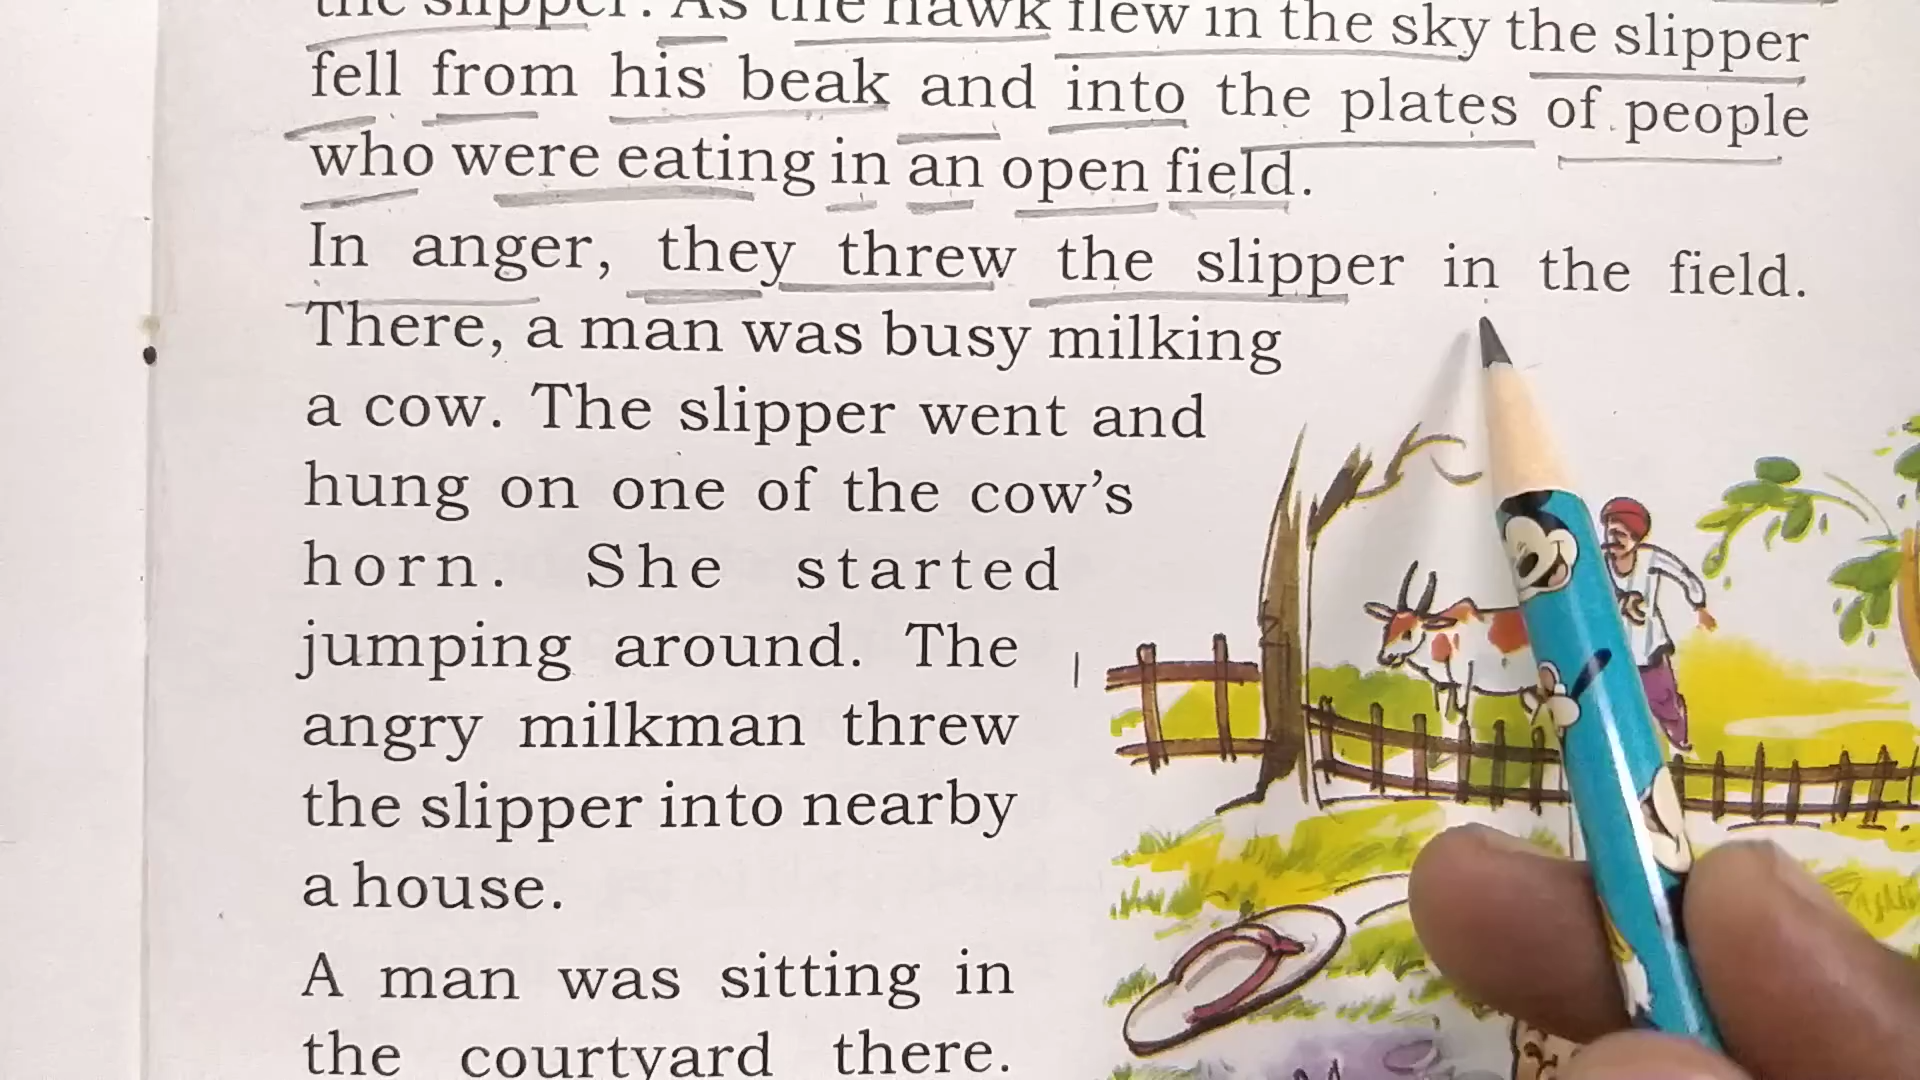 the slipper. As the hawk flew in the sky the slipper
fell from his beak and into the plates of people
who were eating in an open field.
In anger, they threw the slipper in the field.
There, a man was busy milking
a cow. The slipper went and
hung on one of the cow's
horn. She started
jumping around. The
angry milkman threw
the slipper into nearby
a house.
A man was sitting in
the courtyard there.